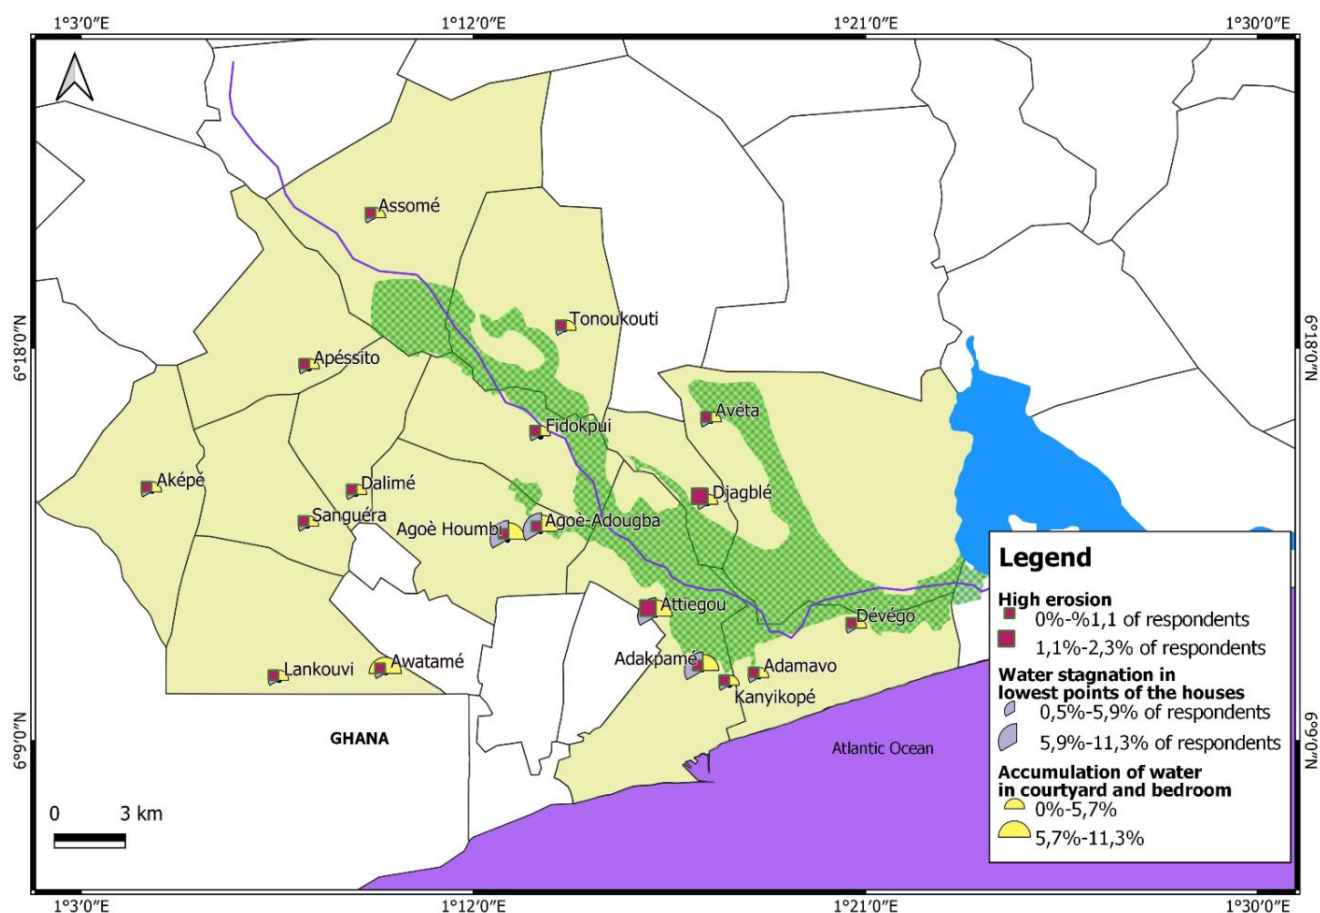 1°3′0″E 1°12′0″E 1°21′0″E 1°30′0″E
6°18′0″N
6°9′0″N
Assomé
Tonoukouti
Apéssito
Avéta
Fidokpui
Aképé
Dalimé
Djagblé
Sanguéra
Agoè Houmbi
Agoè-Adougba
Attiegou
Dévégo
Adakpamé
Lankouvi
Awatamé
Adamavo
Kanyikopé
GHANA
Atlantic Ocean
0 3 km
Legend
High erosion
0%-%1,1 of respondents
1,1%-2,3% of respondents
Water stagnation in
lowest points of the houses
0,5%-5,9% of respondents
5,9%-11,3% of respondents
Accumulation of water
in courtyard and bedroom
0%-5,7%
5,7%-11,3%
6°18′0″N
6°9′0″N
1°3′0″E 1°12′0″E 1°21′0″E 1°30′0″E